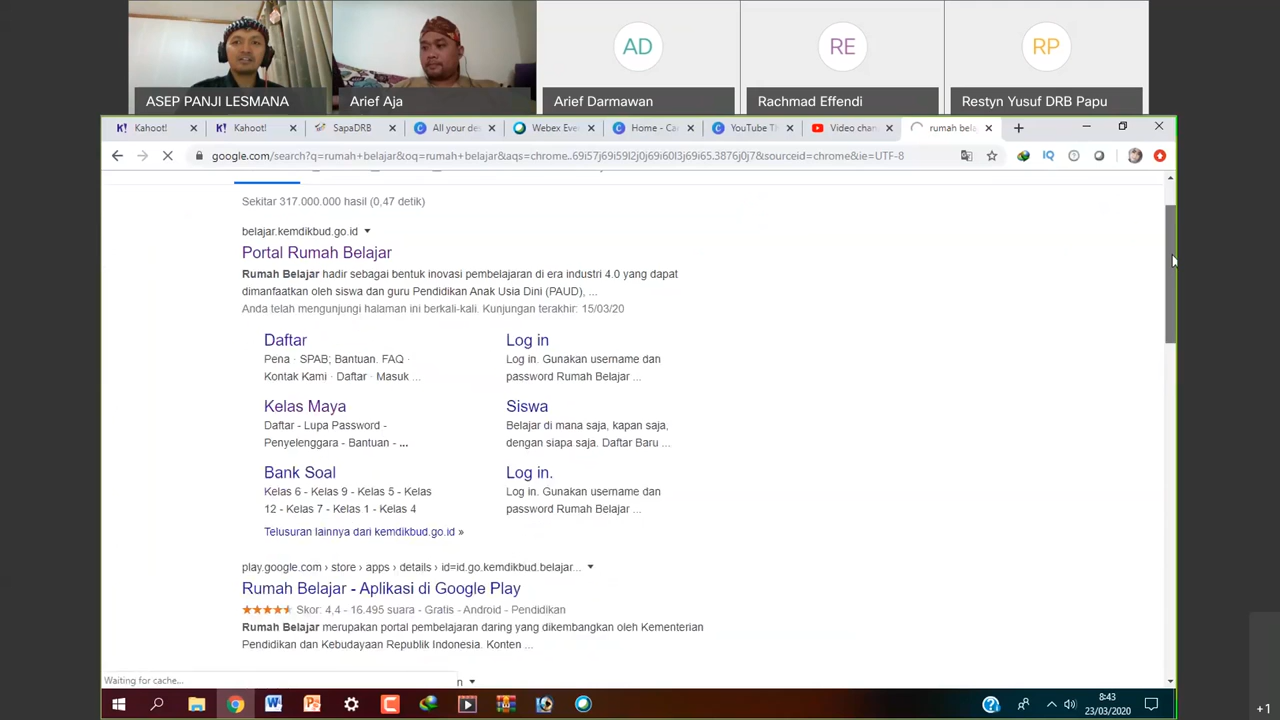 AD
RE
RP
ASEP PANJI LESMANA
Arief Aja
Arief Darmawan
Rachmad Effendi
Restyn Yusuf DRB Papu
K! Kahoot!
K! Kahoot!
SapaDRB
All your de
Webex Eve
Home - Ca
YouTube T
Video chan
rumah bela
google.com/search?q=rumah+belajar&oq=rumah+belajar&aqs=chrome..69i57j69i59l2j0j69i60l3j69i65.3876j0j7&sourceid=chrome&ie=UTF-8
IQ
Sekitar 317.000.000 hasil (0,47 detik)
belajar.kemdikbud.go.id
Portal Rumah Belajar
Rumah Belajar hadir sebagai bentuk inovasi pembelajaran di era industri 4.0 yang dapat
dimanfaatkan oleh siswa dan guru Pendidikan Anak Usia Dini (PAUD), ...
Anda telah mengunjungi halaman ini berkali-kali. Kunjungan terakhir: 15/03/20
Daftar
Pena · SPAB; Bantuan. FAQ ·
Kontak Kami · Daftar · Masuk ...
Log in
Log in. Gunakan username dan
password Rumah Belajar ...
Kelas Maya
Daftar - Lupa Password -
Penyelenggara - Bantuan - ...
Siswa
Belajar di mana saja, kapan saja,
dengan siapa saja. Daftar Baru ...
Bank Soal
Kelas 6 - Kelas 9 - Kelas 5 - Kelas
12 - Kelas 7 - Kelas 1 - Kelas 4
Log in.
Log in. Gunakan username dan
password Rumah Belajar ...
Telusuran lainnya dari kemdikbud.go.id »
play.google.com › store › apps › details › id=id.go.kemdikbud.belajar...
Rumah Belajar - Aplikasi di Google Play
Skor: 4,4 - 16.495 suara - Gratis - Android - Pendidikan
Rumah Belajar merupakan portal pembelajaran daring yang dikembangkan oleh Kementerian
Pendidikan dan Kebudayaan Republik Indonesia. Konten ...
Waiting for cache...
n
8:43
23/03/2020
+1